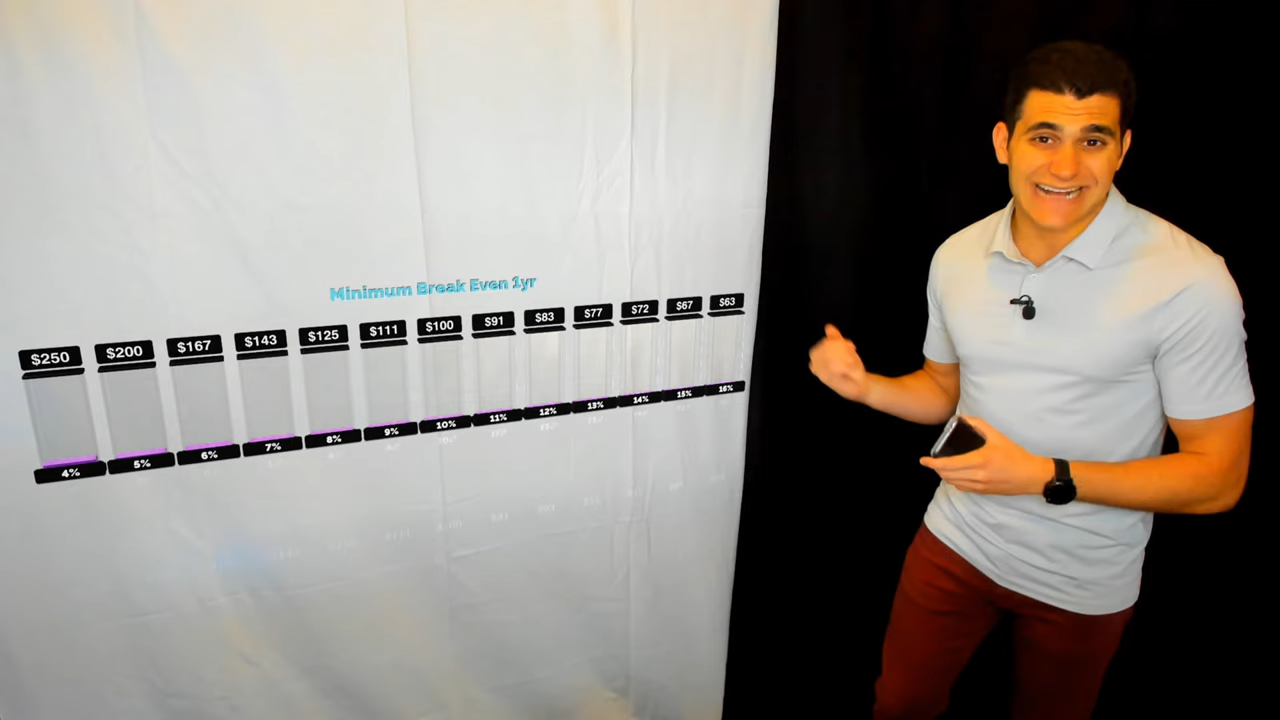 Minimum Break Even 1yr
$250 $200 $167 $143 $125 $111 $100 $91 $83 $77 $72 $67 $63
4% 5% 6% 7% 8% 9% 10% 11% 12% 13% 14% 15% 16%